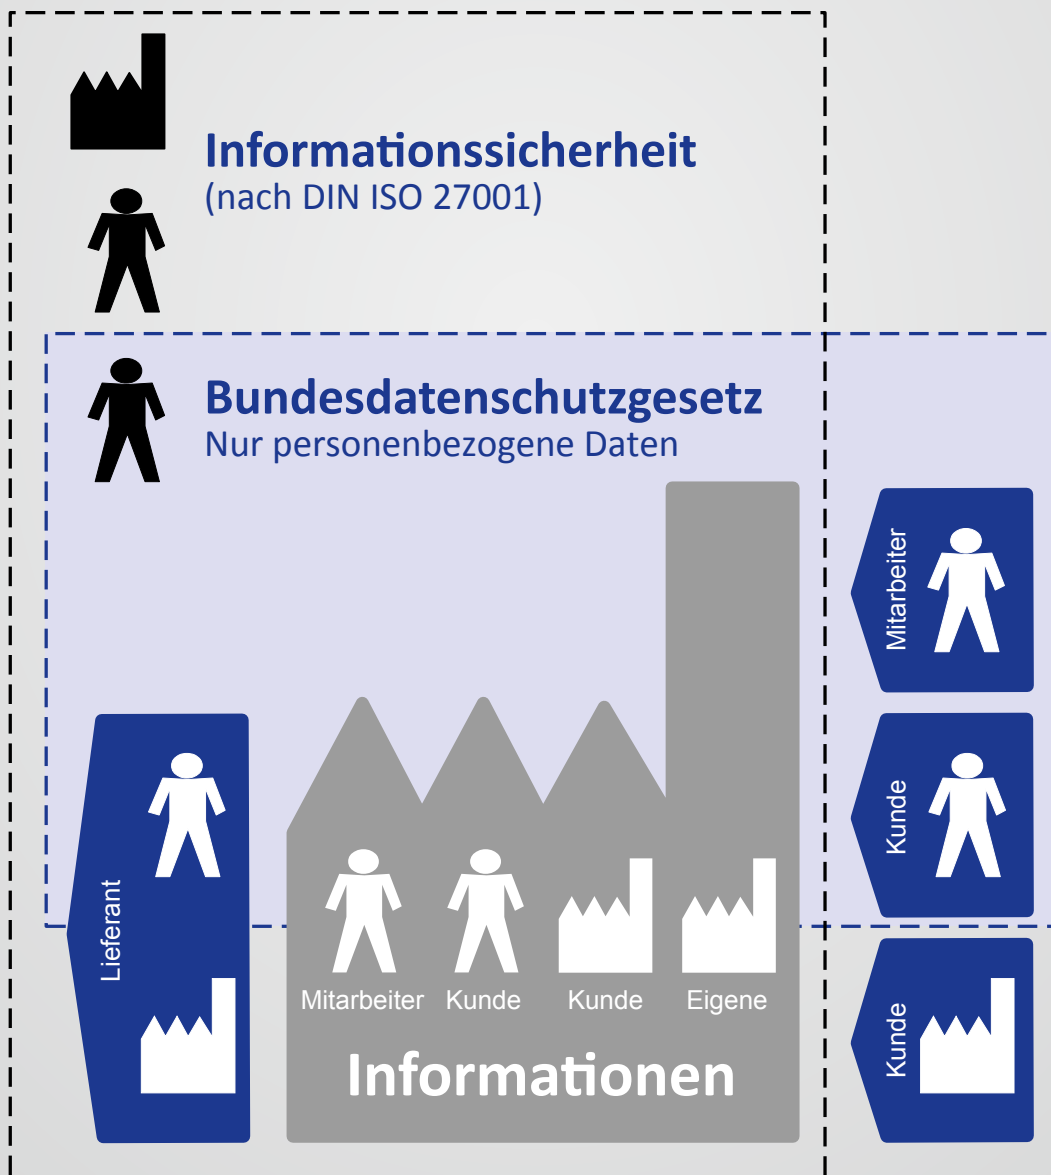 Informationssicherheit
(nach DIN ISO 27001)
Bundesdatenschutzgesetz
Nur personenbezogene Daten
Mitarbeiter
Kunde
Kunde
Lieferant
Mitarbeiter Kunde Kunde Eigene
Informationen